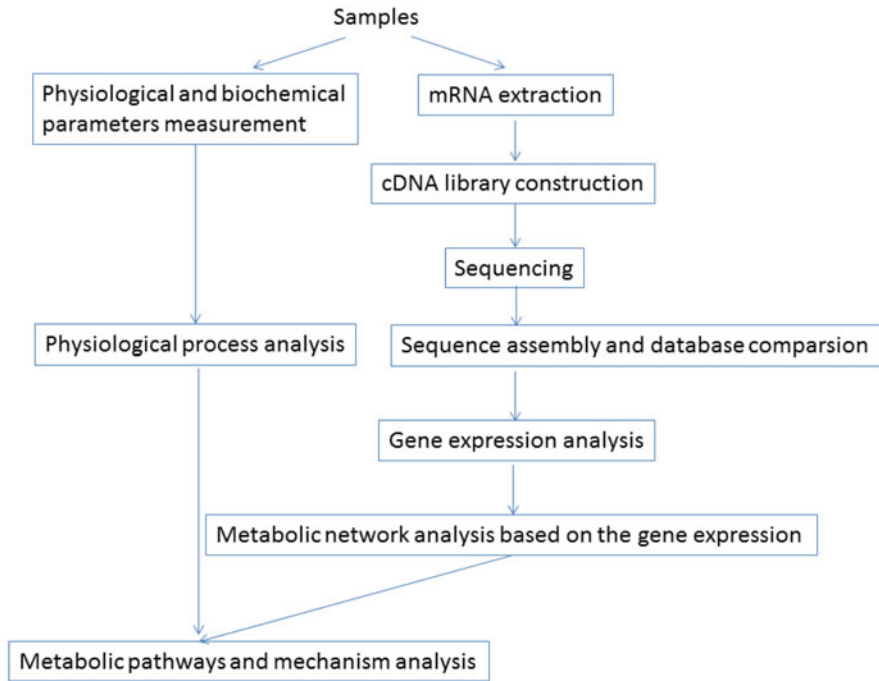 Samples
Physiological and biochemical
parameters measurement
mRNA extraction
cDNA library construction
Sequencing
Physiological process analysis
Sequence assembly and database comparsion
Gene expression analysis
Metabolic network analysis based on the gene expression
Metabolic pathways and mechanism analysis